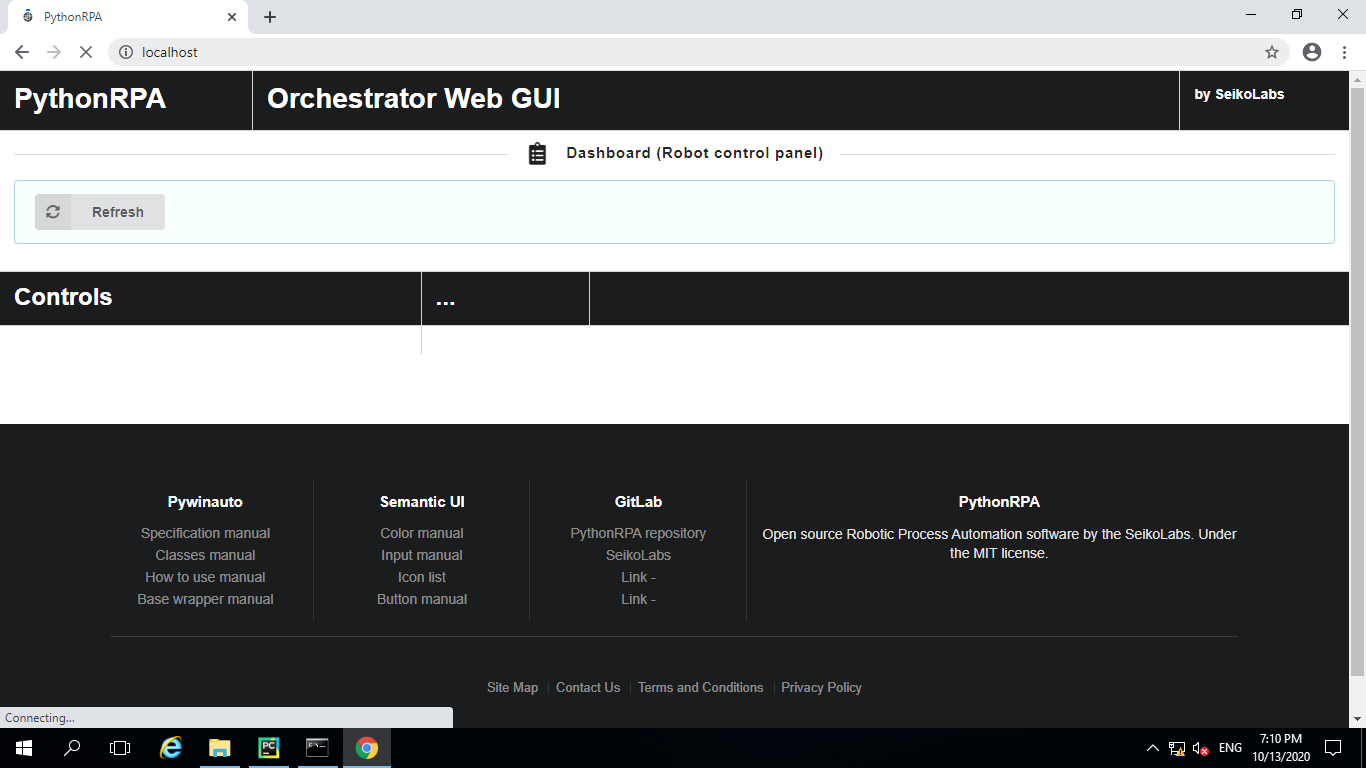 PythonRPA
localhost
PythonRPA
Orchestrator Web GUI
by SeikoLabs
Dashboard (Robot control panel)
Refresh
Controls
...
Pywinauto
Specification manual
Classes manual
How to use manual
Base wrapper manual
Semantic UI
Color manual
Input manual
Icon list
Button manual
GitLab
PythonRPA repository
SeikoLabs
Link -
Link -
PythonRPA
Open source Robotic Process Automation software by the SeikoLabs. Under
the MIT license.
Site Map
Contact Us
Terms and Conditions
Privacy Policy
Connecting...
PC
ENG
7:10 PM
10/13/2020